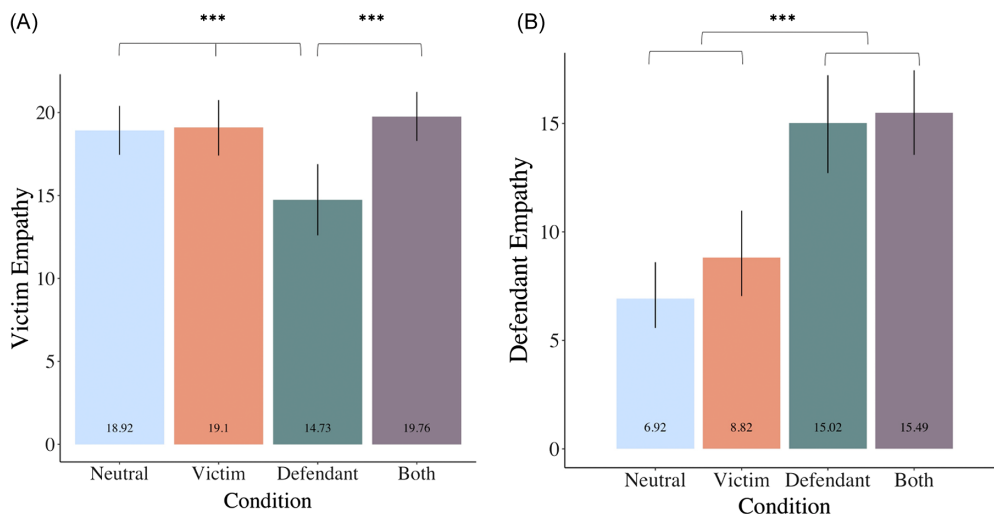 (A)
*** ***
Victim Empathy
20
15
10
5
0
18.92 19.1 14.73 19.76
Neutral Victim Defendant Both
Condition
(B)
***
Defendant Empathy
15
10
5
0
6.92 8.82 15.02 15.49
Neutral Victim Defendant Both
Condition